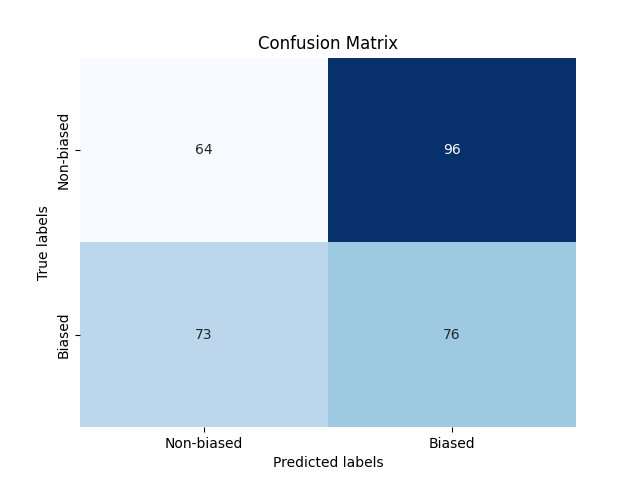 Confusion Matrix
True labels
Non-biased
64
96
Biased
73
76
Non-biased
Biased
Predicted labels